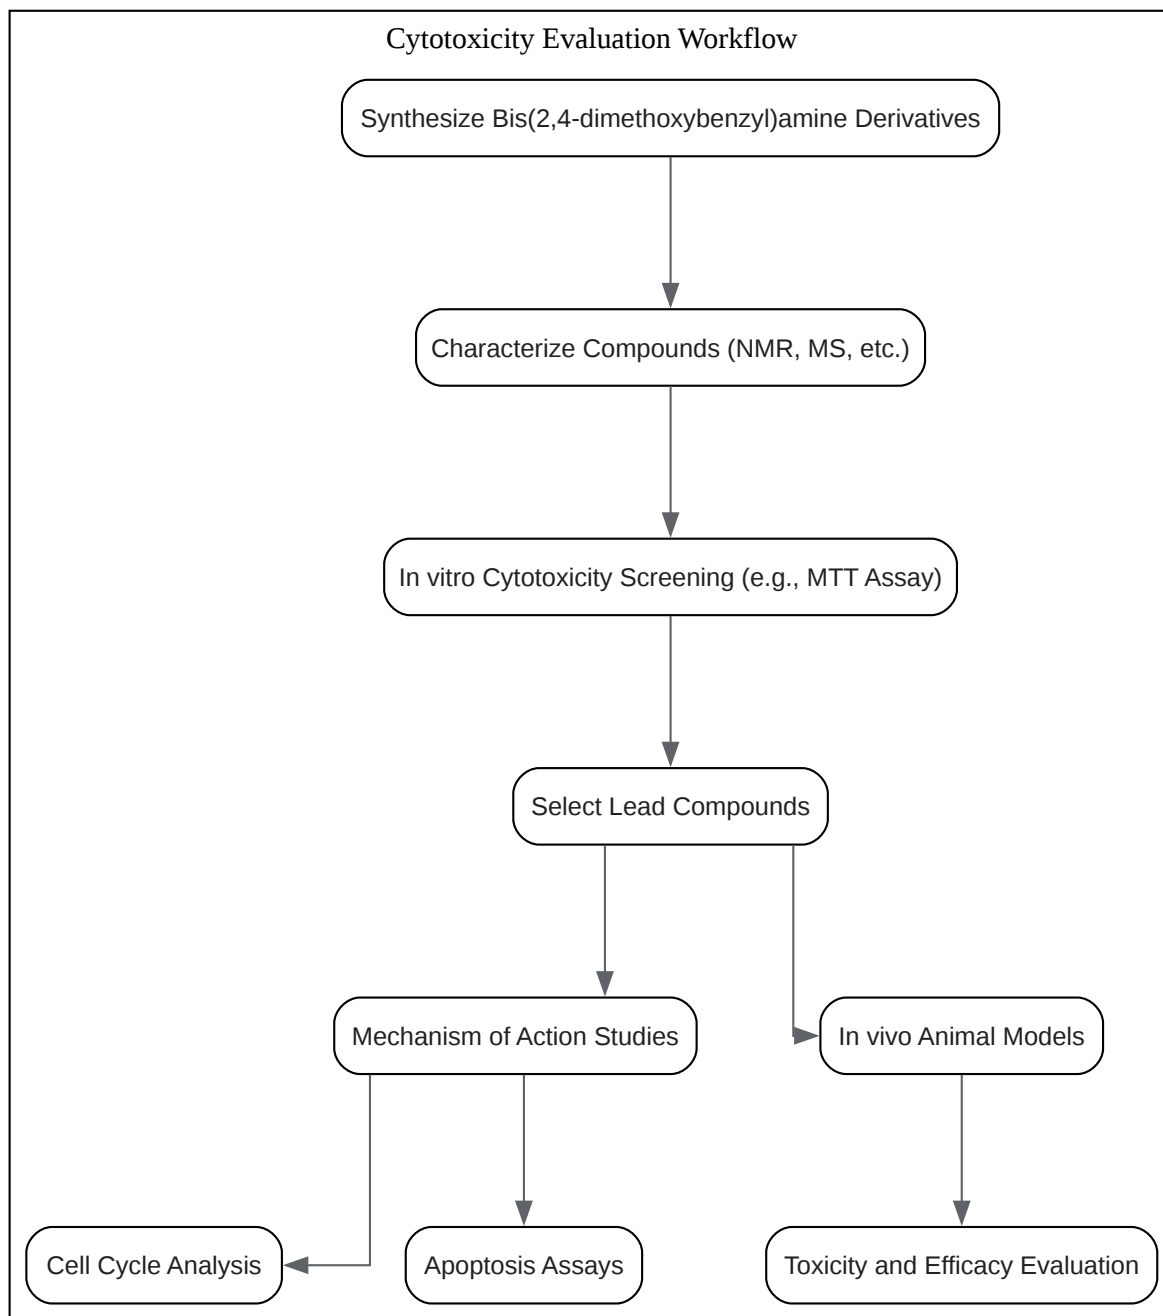 Cytotoxicity Evaluation Workflow
Synthesize Bis(2,4-dimethoxybenzyl)amine Derivatives
Characterize Compounds (NMR, MS, etc.)
In vitro Cytotoxicity Screening (e.g., MTT Assay)
Select Lead Compounds
Mechanism of Action Studies
In vivo Animal Models
Cell Cycle Analysis
Apoptosis Assays
Toxicity and Efficacy Evaluation